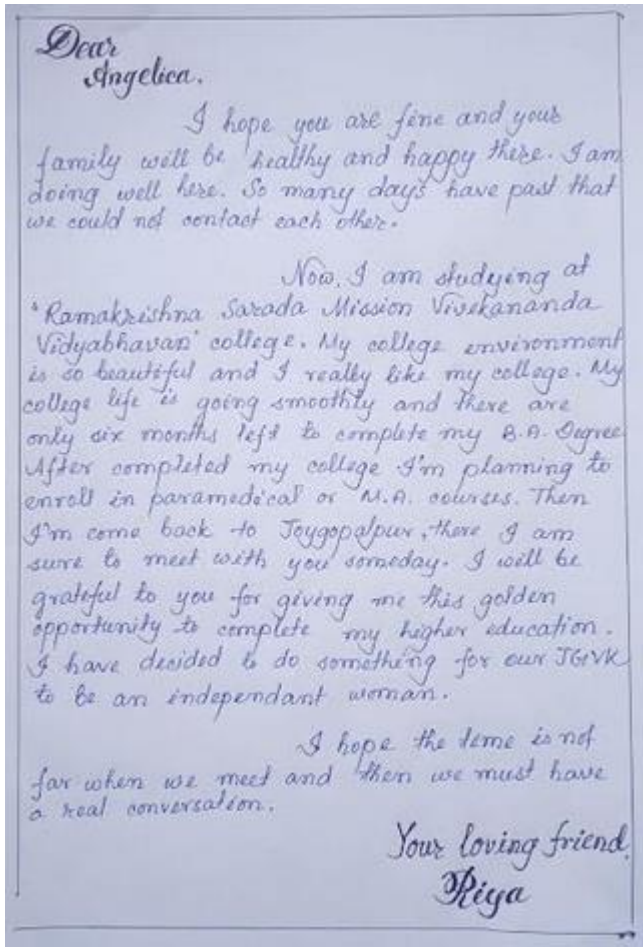 Dear
Angelica.
I hope you are fine and your
family will be healthy and happy there. I am
doing well here. So many days have past that
we could not contact each other.
Now, I am studying at
'Ramakrishna Sarada Mission Vivekananda
Vidyabhavan' college. My college environment
is so beautiful and I really like my college. My
college life is going smoothly and there are
only six months left to complete my B.A. Degree
After completed my college I'm planning to
enroll in paramedical or M.A. courses. Then
I'm come back to Joygopalpur, there I am
sure to meet with you someday. I will be
grateful to you for giving me this golden
opportunity to complete my higher education.
I have decided to do something for our JGVK
to be an independant woman.
I hope the teme is not
far when we meet and then we must have
a real conversation.
Your loving friend,
Riya